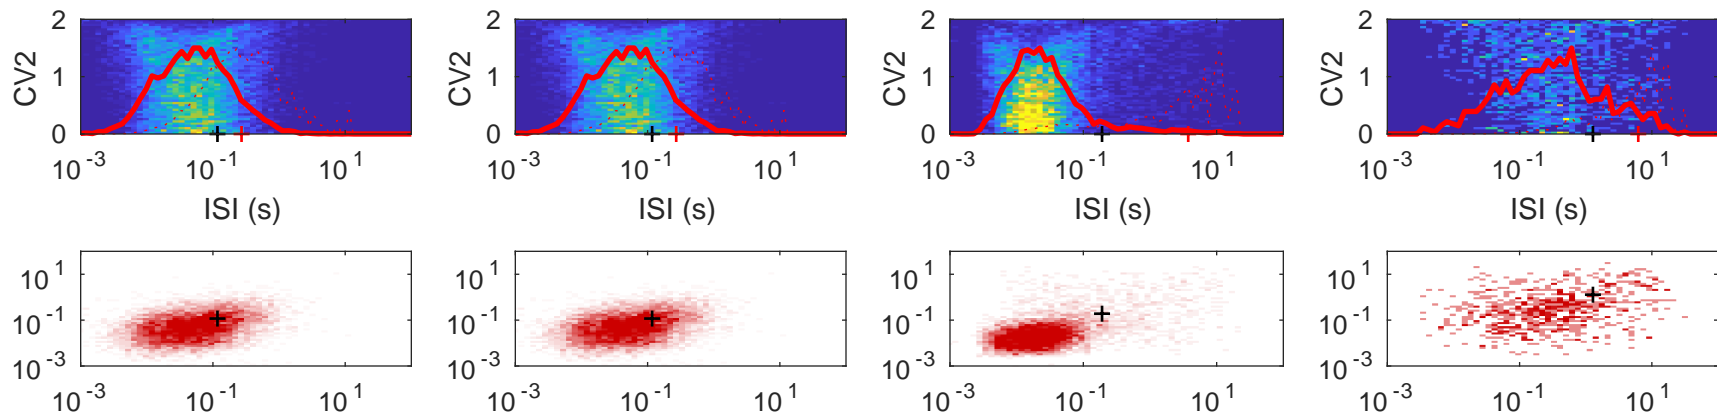 2 2 2 2
CV2 CV2 CV2 CV2
1 1 1 1
0 0 0 0
10^-3 10^-1 10^1 10^-3 10^-1 10^1 10^-3 10^-1 10^1 10^-3 10^-1 10^1
ISI (s) ISI (s) ISI (s) ISI (s)
10^1 10^1 10^1 10^1
10^-1 10^-1 10^-1 10^-1
10^-3 10^-3 10^-3 10^-3
10^-3 10^-1 10^1 10^-3 10^-1 10^1 10^-3 10^-1 10^1 10^-3 10^-1 10^1